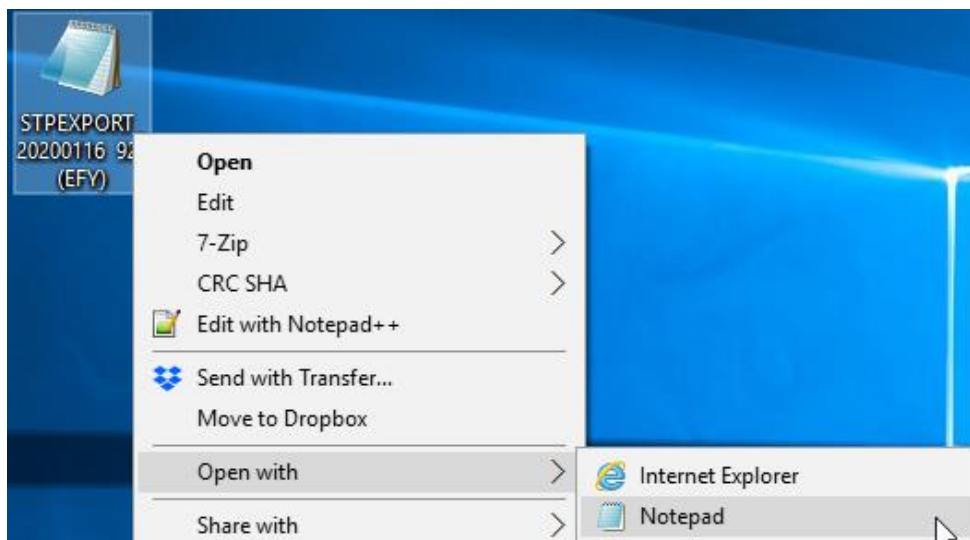 STPEXPORT
20200116 92
(EFY)
Open
Edit
7-Zip
CRC SHA
Edit with Notepad++
Send with Transfer...
Move to Dropbox
Open with
Internet Explorer
Notepad
Share with